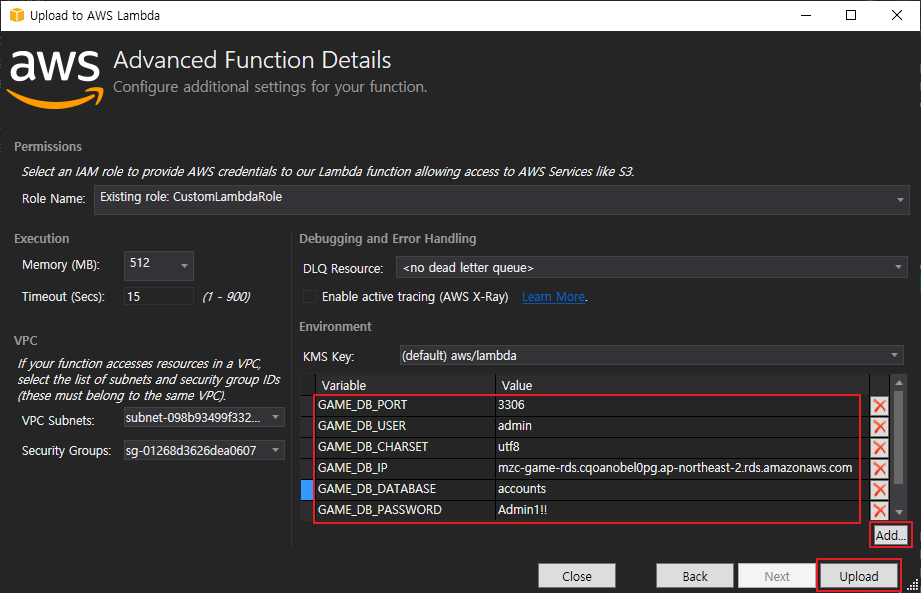 Upload to AWS Lambda
aws
Advanced Function Details
Configure additional settings for your function.
Permissions
Select an IAM role to provide AWS credentials to our Lambda function allowing access to AWS Services like S3.
Role Name: Existing role: CustomLambdaRole
Execution
Memory (MB): 512
Timeout (Secs): 15 (1 - 900)
VPC
If your function accesses resources in a VPC,
select the list of subnets and security group IDs
(these must belong to the same VPC).
VPC Subnets: subnet-098b93499f332...
Security Groups: sg-01268d3626dea0607
Debugging and Error Handling
DLQ Resource: <no dead letter queue>
Enable active tracing (AWS X-Ray) Learn More.
Environment
KMS Key: (default) aws/lambda
Variable Value
GAME_DB_PORT 3306
GAME_DB_USER admin
GAME_DB_CHARSET utf8
GAME_DB_IP mzc-game-rds.cqoanobel0pg.ap-northeast-2.rds.amazonaws.com
GAME_DB_DATABASE accounts
GAME_DB_PASSWORD Admin1!!
Add...
Close Back Next Upload